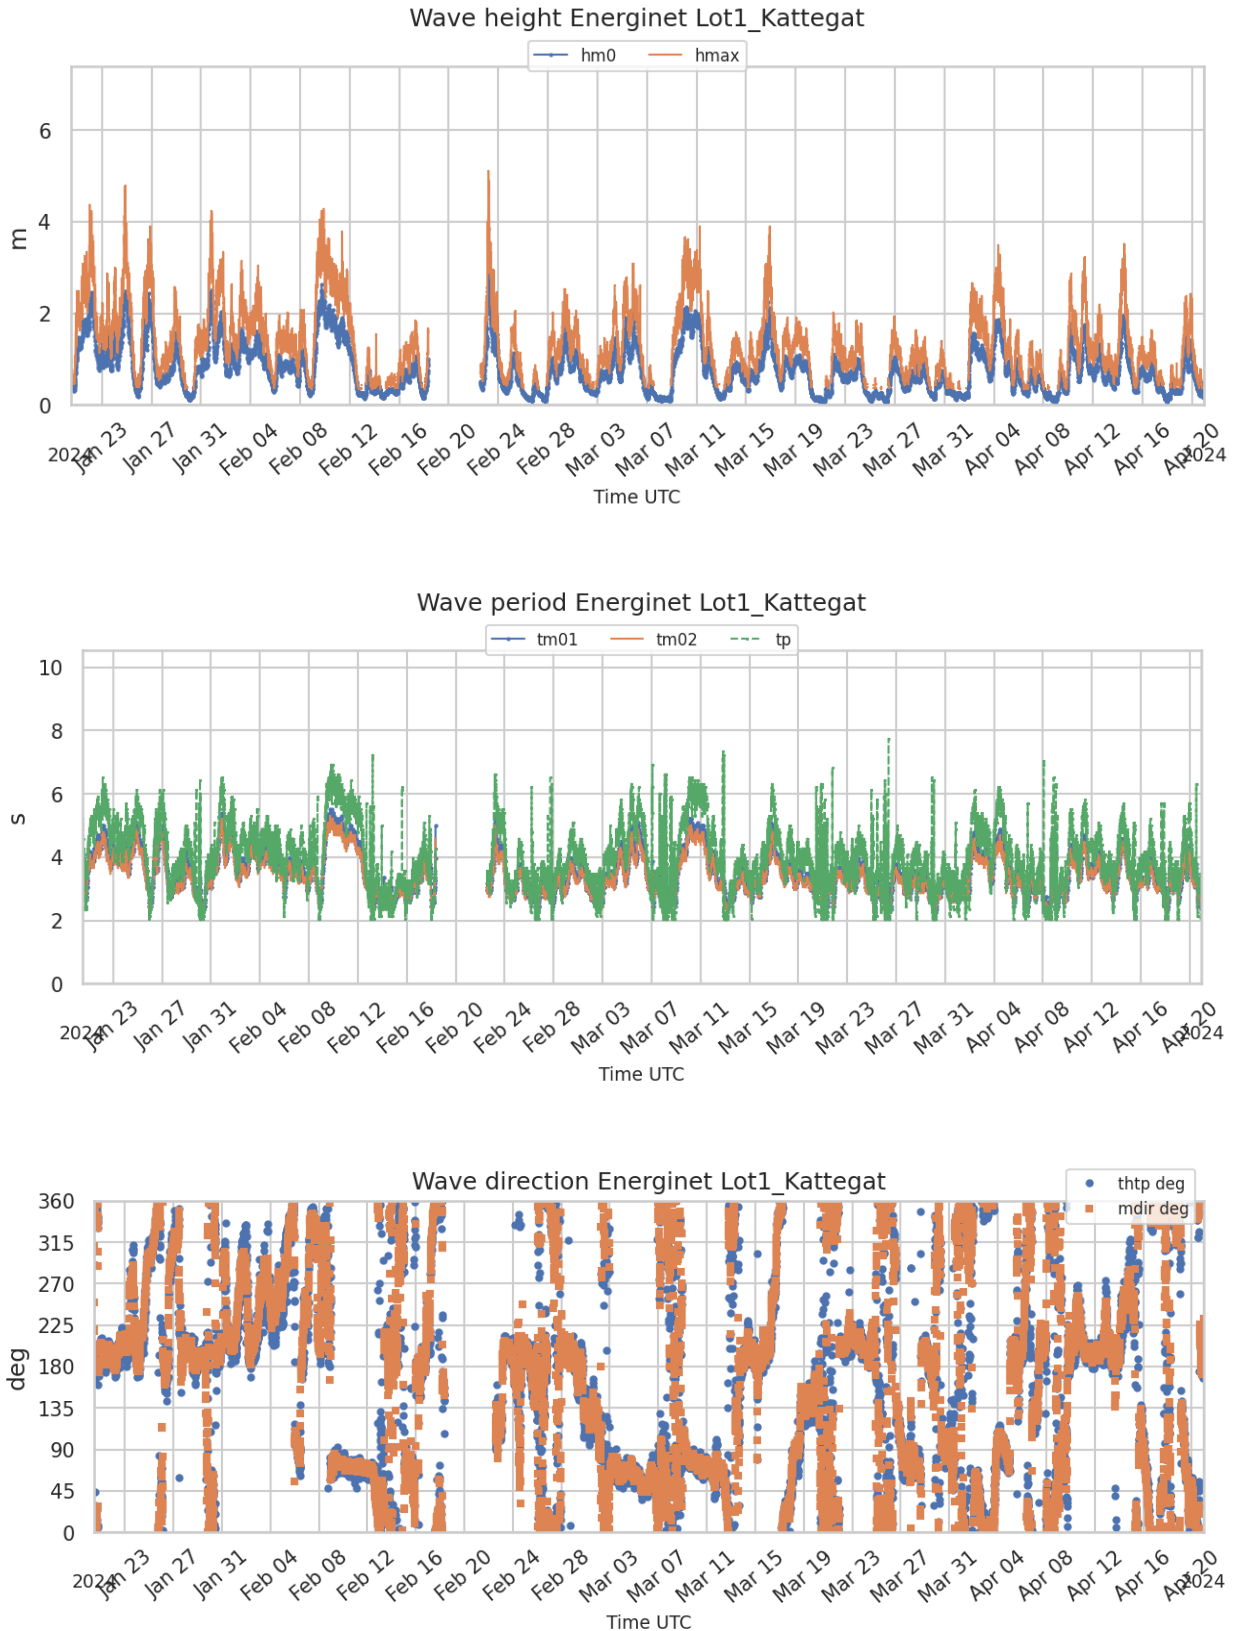 Wave height Energinet Lot1_Kattegat
hm0 hmax
6
4
2
0
m
Jan 23 Jan 27 Jan 31 Feb 04 Feb 08 Feb 12 Feb 16 Feb 20 Feb 24 Feb 28 Mar 03 Mar 07 Mar 11 Mar 15 Mar 19 Mar 23 Mar 27 Mar 31 Apr 04 Apr 08 Apr 12 Apr 16 Apr 20
2024 2024
Time UTC
Wave period Energinet Lot1_Kattegat
tm01 tm02 tp
10
8
6
4
2
0
s
Jan 23 Jan 27 Jan 31 Feb 04 Feb 08 Feb 12 Feb 16 Feb 20 Feb 24 Feb 28 Mar 03 Mar 07 Mar 11 Mar 15 Mar 19 Mar 23 Mar 27 Mar 31 Apr 04 Apr 08 Apr 12 Apr 16 Apr 20
2024 2024
Time UTC
Wave direction Energinet Lot1_Kattegat
thtp deg
mdir deg
360
315
270
225
180
135
90
45
0
deg
Jan 23 Jan 27 Jan 31 Feb 04 Feb 08 Feb 12 Feb 16 Feb 20 Feb 24 Feb 28 Mar 03 Mar 07 Mar 11 Mar 15 Mar 19 Mar 23 Mar 27 Mar 31 Apr 04 Apr 08 Apr 12 Apr 16 Apr 20
2024 2024
Time UTC